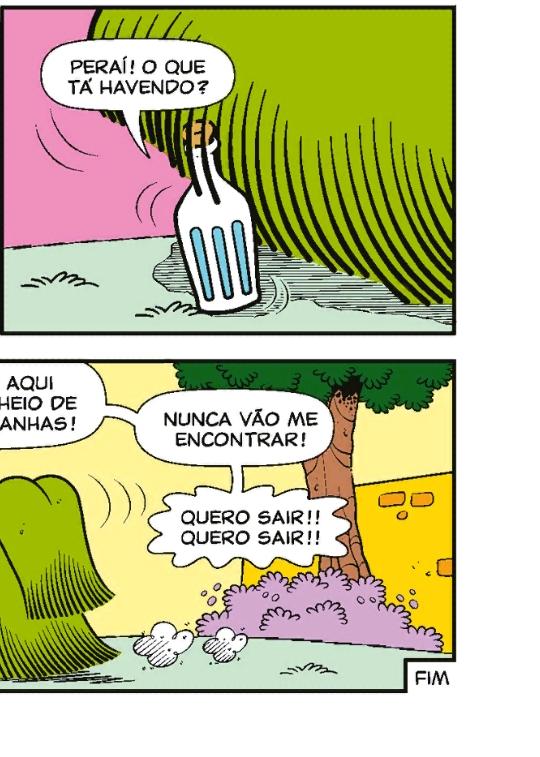 PERAÍ! O QUE
TÁ HAVENDO?
AQUI
HEIO DE
ANHAS!
NUNCA VÃO ME
ENCONTRAR!
QUERO SAIR!!
QUERO SAIR!!
FIM